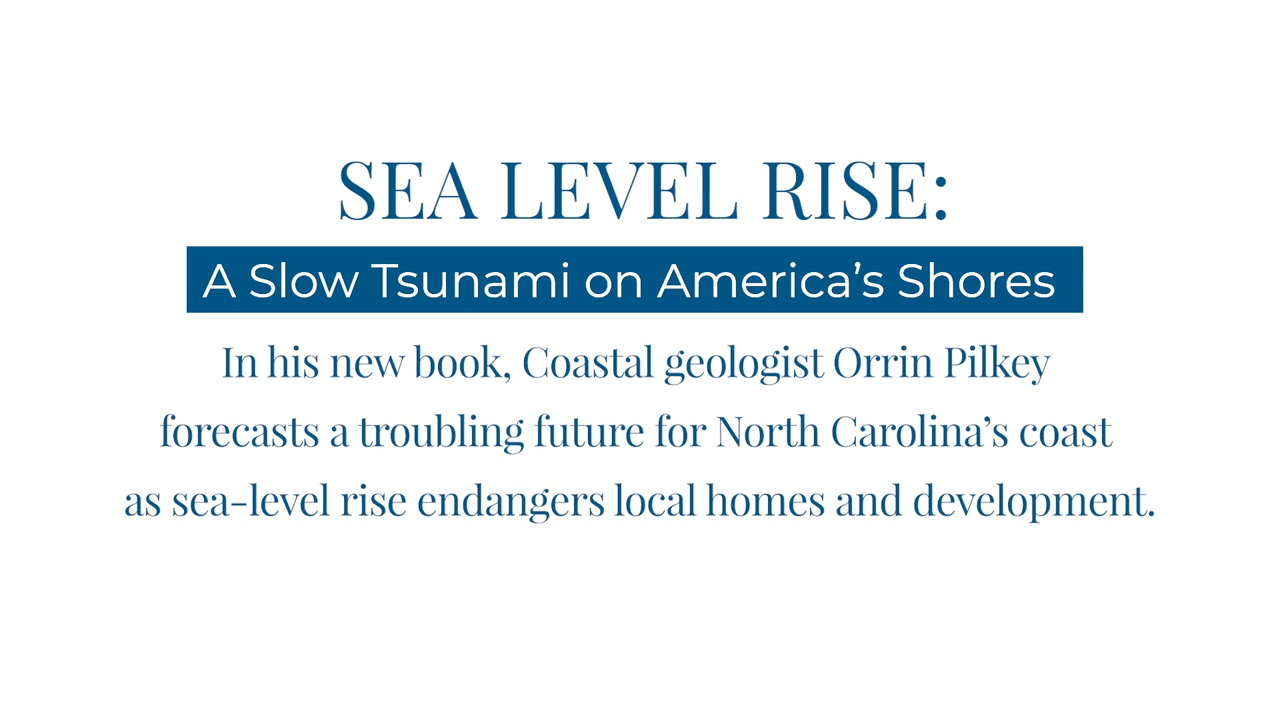 SEA LEVEL RISE:
A Slow Tsunami on America’s Shores
In his new book, Coastal geologist Orrin Pilkey
forecasts a troubling future for North Carolina’s coast
as sea-level rise endangers local homes and development.